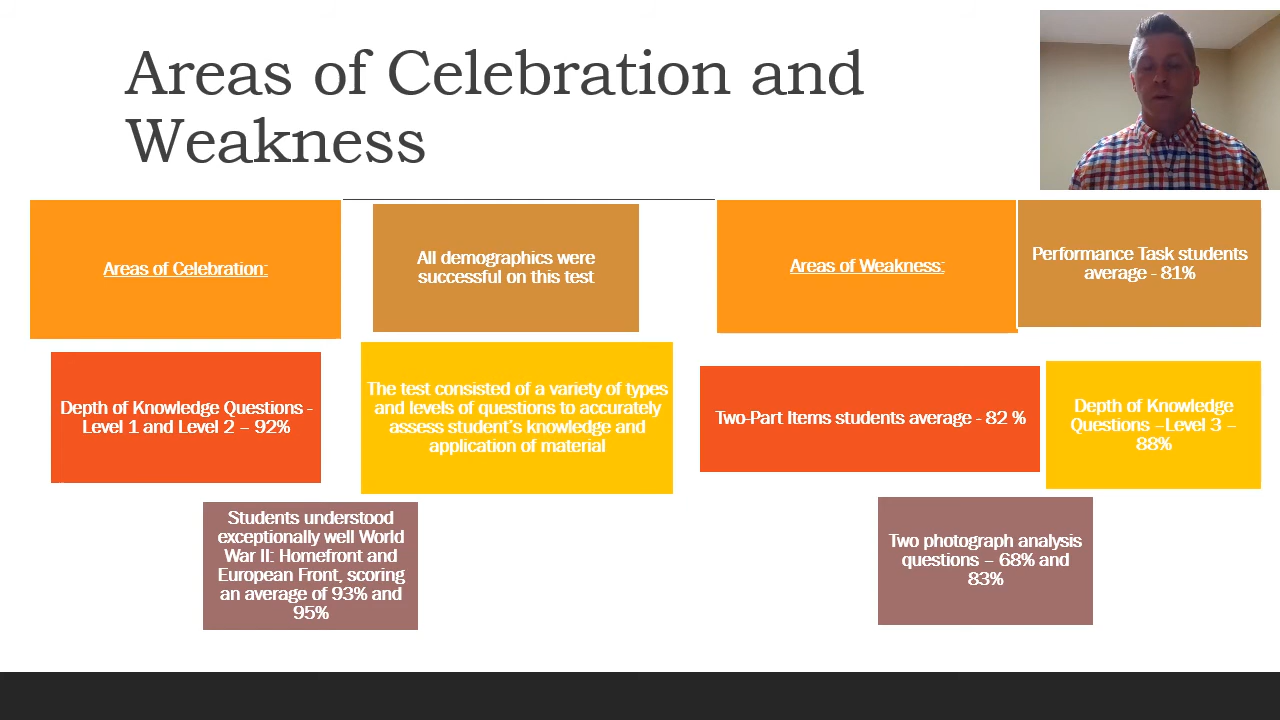 Areas of Celebration and
Weakness
Areas of Celebration:
All demographics were
successful on this test
Depth of Knowledge Questions -
Level 1 and Level 2 – 92%
The test consisted of a variety of types
and levels of questions to accurately
assess student's knowledge and
application of material
Students understood
exceptionally well World
War II: Homefront and
European Front, scoring
an average of 93% and
95%
Areas of Weakness:
Performance Task students
average - 81%
Two-Part Items students average - 82 %
Depth of Knowledge
Questions –Level 3 –
88%
Two photograph analysis
questions – 68% and
83%